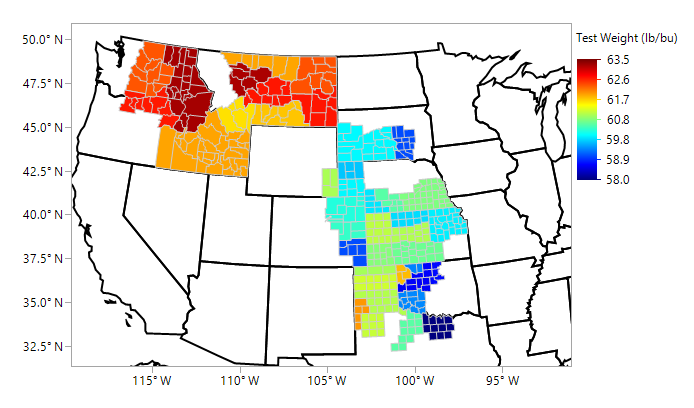 Test Weight (lb/bu)
63.5
62.6
61.7
60.8
59.8
58.9
58.0
50.0° N
47.5° N
45.0° N
42.5° N
40.0° N
37.5° N
35.0° N
32.5° N
115° W
110° W
105° W
100° W
95° W